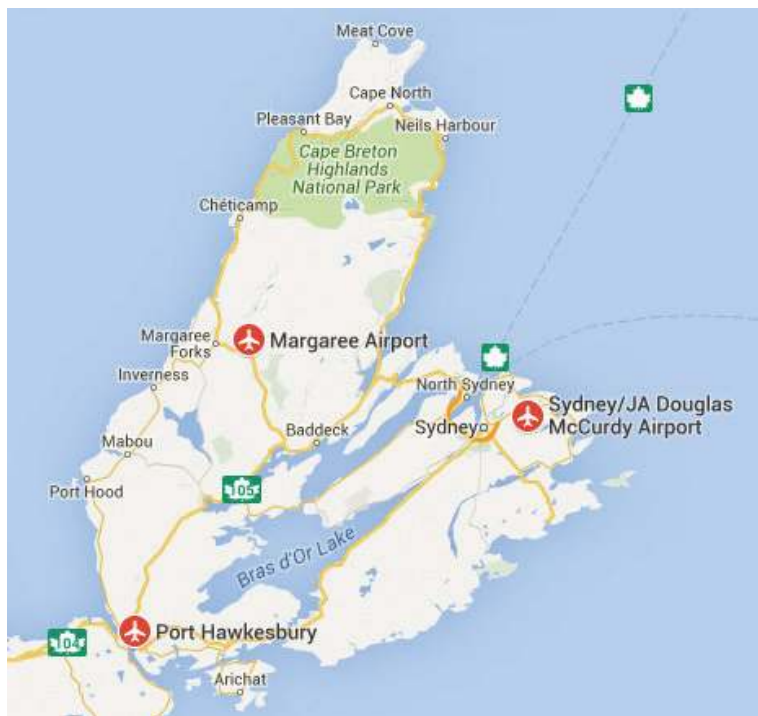 Meat Cove
Cape North
Pleasant Bay
Neils Harbour
Cape Breton
Highlands
National Park
Chéticamp
Margaree
Forks
Margaree Airport
Inverness
North Sydney
Sydney/JA Douglas
McCurdy Airport
Sydney
Baddeck
Mabou
Port Hood
105
Bras d'Or Lake
Port Hawkesbury
104
Arichat